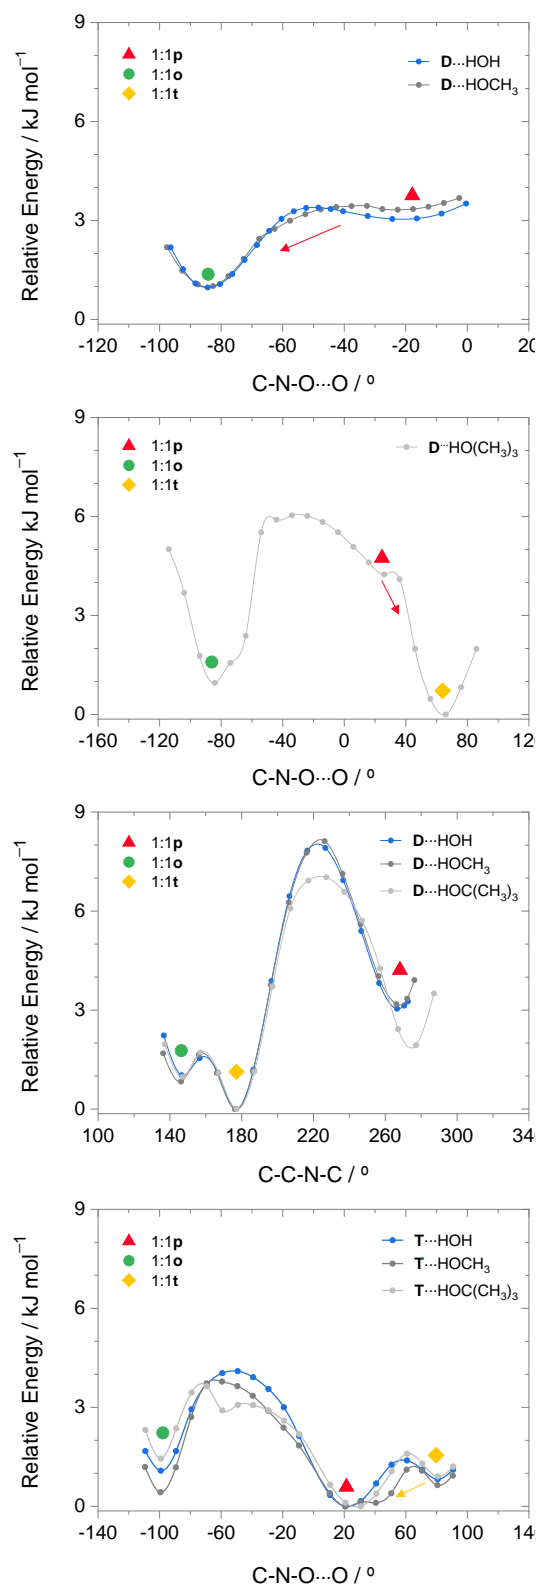 9
6
3
0
Relative Energy / kJ mol⁻¹
1:1p
1:1o
1:1t
D···HOH
D···HOCH₃
-120 -100 -80 -60 -40 -20 0 20
C-N-O···O / º
9
6
3
0
Relative Energy kJ mol⁻¹
1:1p
1:1o
1:1t
D···HO(CH₃)₃
-160 -120 -80 -40 0 40 80 120
C-N-O···O / º
9
6
3
0
Relative Energy / kJ mol⁻¹
1:1p
1:1o
1:1t
D···HOH
D···HOCH₃
D···HOC(CH₃)₃
100 140 180 220 260 300 340
C-C-N-C / º
9
6
3
0
Relative Energy / kJ mol⁻¹
1:1p
1:1o
1:1t
T···HOH
T···HOCH₃
T···HOC(CH₃)₃
-140 -100 -60 -20 20 60 100 140
C-N-O···O / º